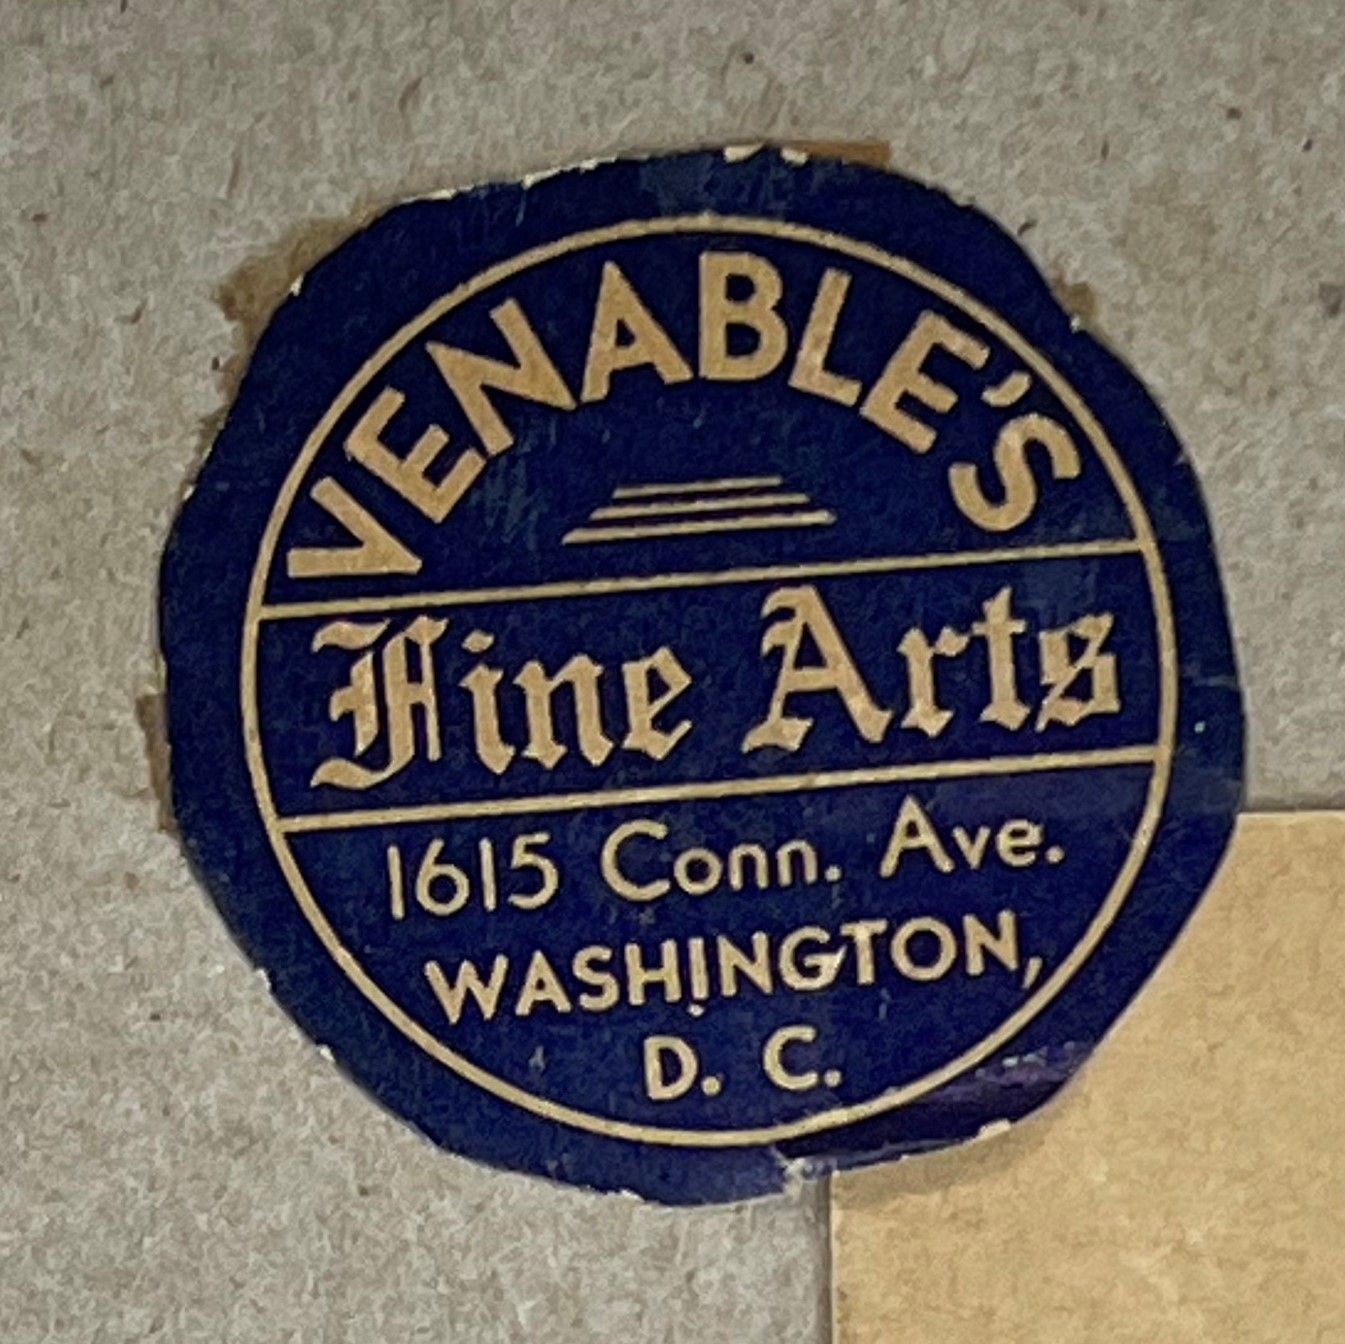 VENABLE'S
Fine Arts
1615 Conn. Ave.
WASHINGTON,
D. C.